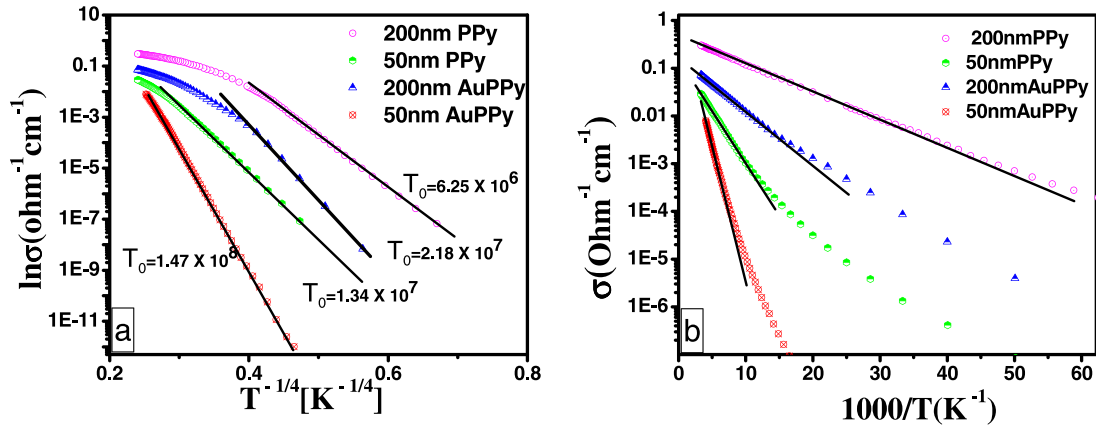 lnσ(ohm⁻¹cm⁻¹)
10
0.1
1E-3
1E-5
1E-7
1E-9
1E-11
200nm PPy
50nm PPy
200nm AuPPy
50nm AuPPy
T₀=6.25 X 10⁶
T₀=2.18 X 10⁷
T₀=1.47 X 10⁸
T₀=1.34 X 10⁷
a
0.2 0.4 0.6 0.8
T⁻¹/⁴[K⁻¹/⁴]
σ(Ohm⁻¹ cm⁻¹)
1
0.1
0.01
1E-3
1E-4
1E-5
1E-6
200nmPPy
50nmPPy
200nmAuPPy
50nmAuPPy
b
0 10 20 30 40 50 60
1000/T(K⁻¹)